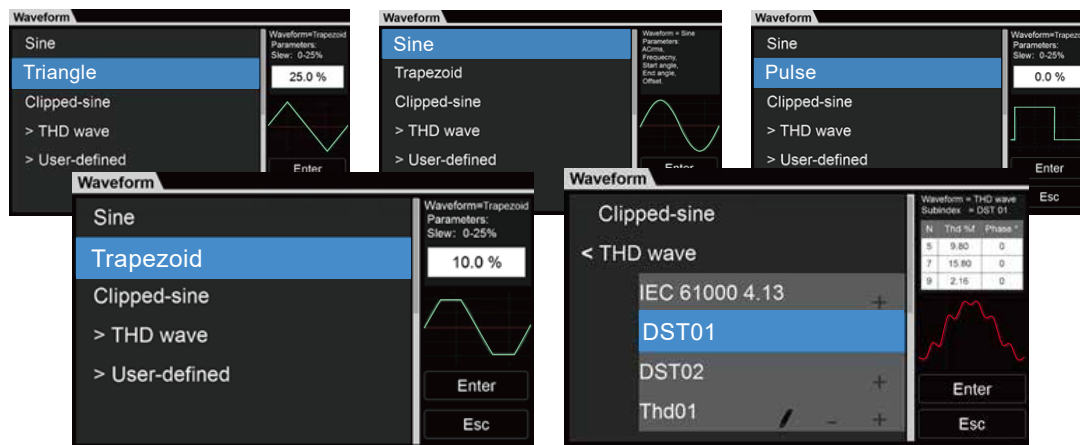 Waveform
Sine
Triangle
Clipped-sine
> THD wave
> User-defined
Waveform=Trapezoid
Parameters:
Slew: 0-25%
25.0 %
Enter
Waveform
Sine
Trapezoid
Clipped-sine
> THD wave
> User-defined
Waveform = Sine
Parameters:
ACrms,
Frequecny,
Start angle,
End angle,
Offset.
Enter
Waveform
Sine
Pulse
Clipped-sine
> THD wave
> User-defined
Waveform=Trapezo
Parameters:
Slew: 0-25%
0.0 %
Enter
Esc
Waveform
Sine
Trapezoid
Clipped-sine
> THD wave
> User-defined
Waveform=Trapezoid
Parameters:
Slew: 0-25%
10.0 %
Enter
Esc
Waveform
Clipped-sine
< THD wave
IEC 61000 4.13 +
DST01
DST02 +
Thd01 - +
Waveform = THD wave
Subindex = DST 01
N Thd %f Phase °
5 9.80 0
7 15.80 0
9 2.16 0
Enter
Esc